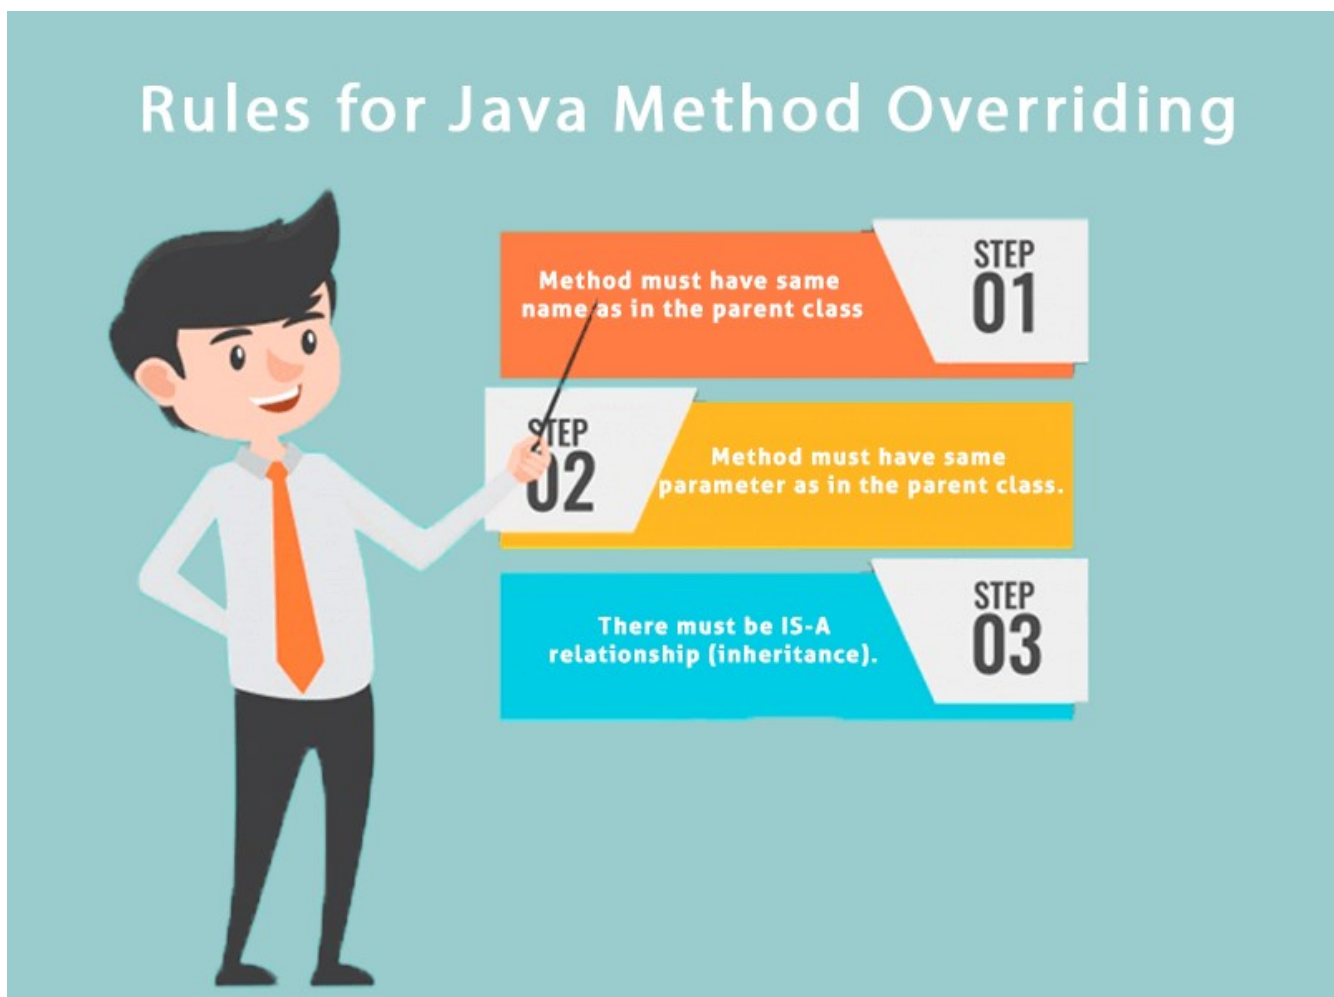 Rules for Java Method Overriding
Method must have same
name as in the parent class
STEP
01
STEP
02
Method must have same
parameter as in the parent class.
There must be IS-A
relationship (inheritance).
STEP
03